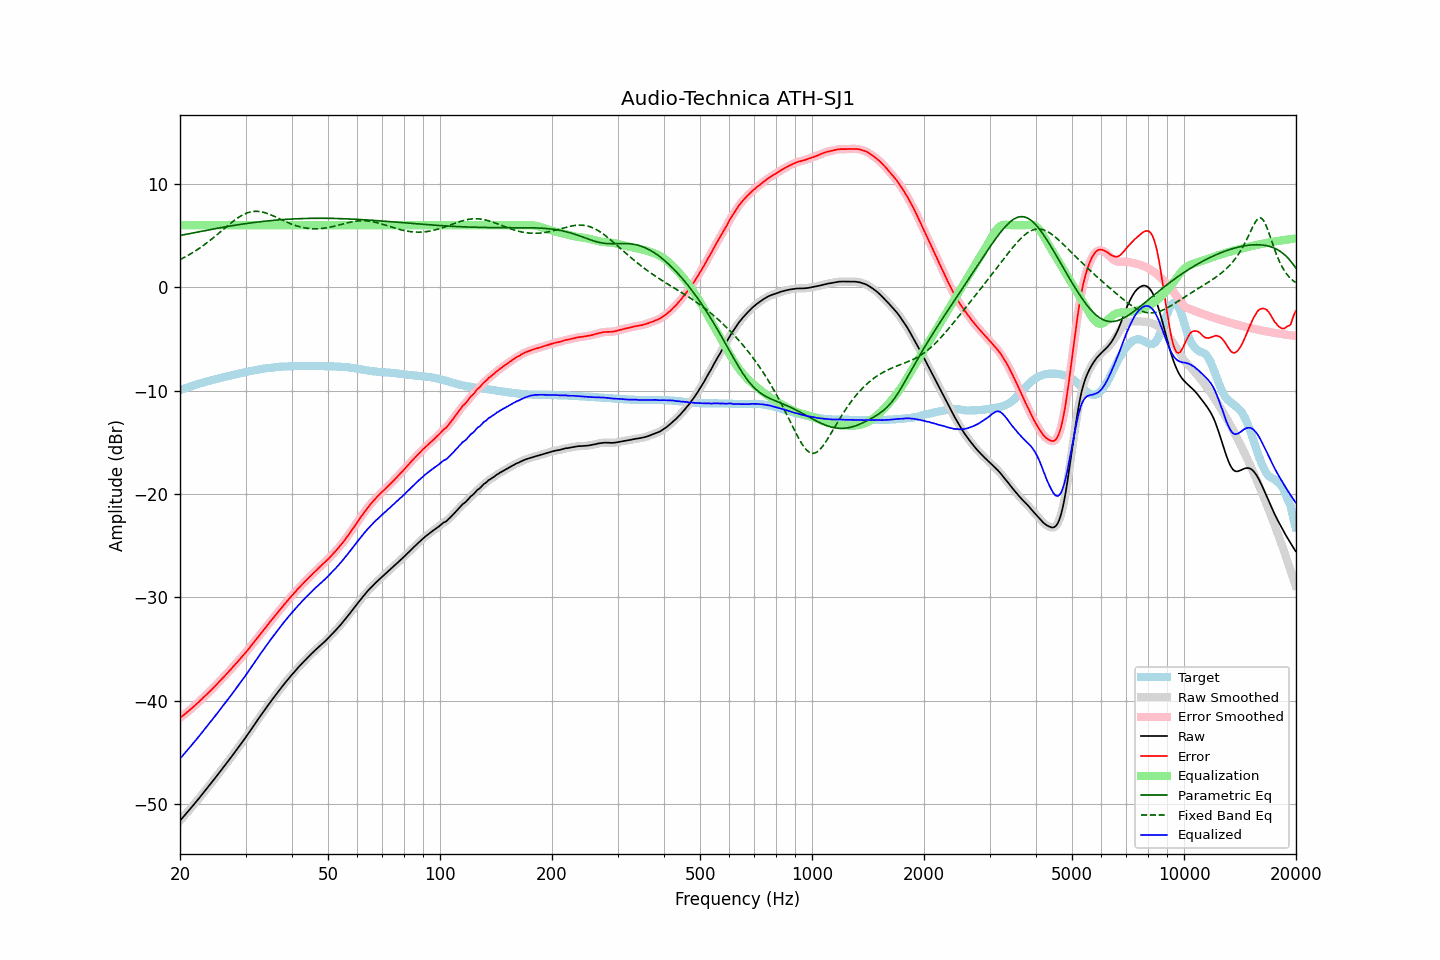 Audio-Technica ATH-SJ1
Amplitude (dBr)
10
0
−10
−20
−30
−40
−50
20
50
100
200
500
1000
2000
5000
10000
20000
Frequency (Hz)
Target
Raw Smoothed
Error Smoothed
Raw
Error
Equalization
Parametric Eq
Fixed Band Eq
Equalized